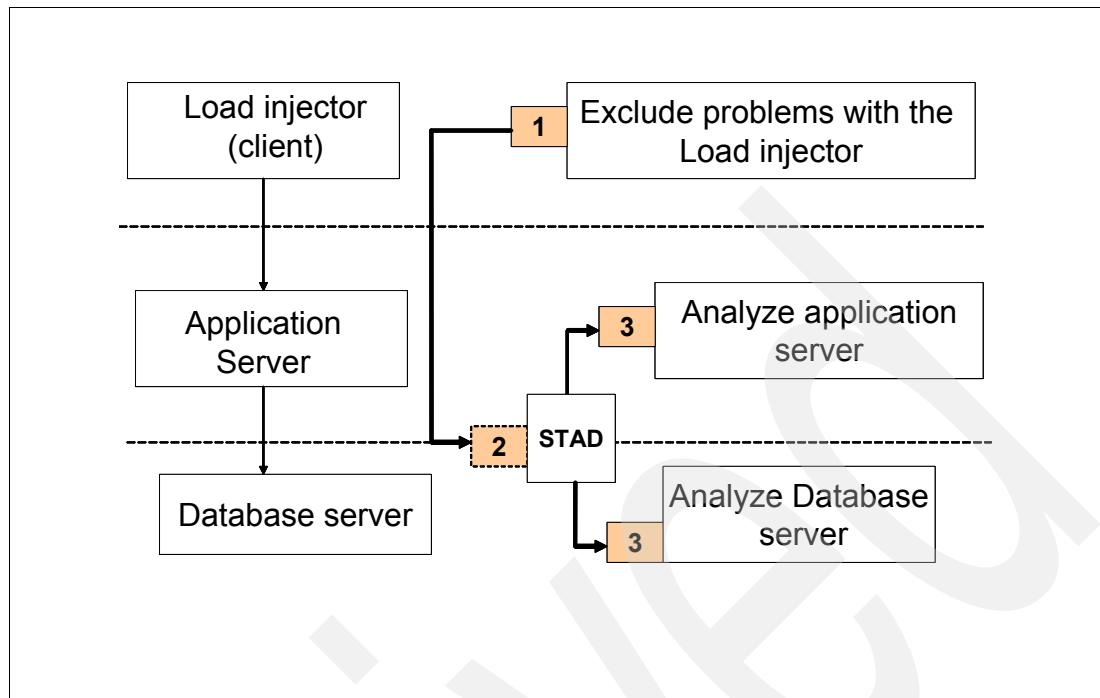 Load injector
(client)
1
Exclude problems with the
Load injector
Application
Server
3
Analyze application
server
2
STAD
Database server
3
Analyze Database
server